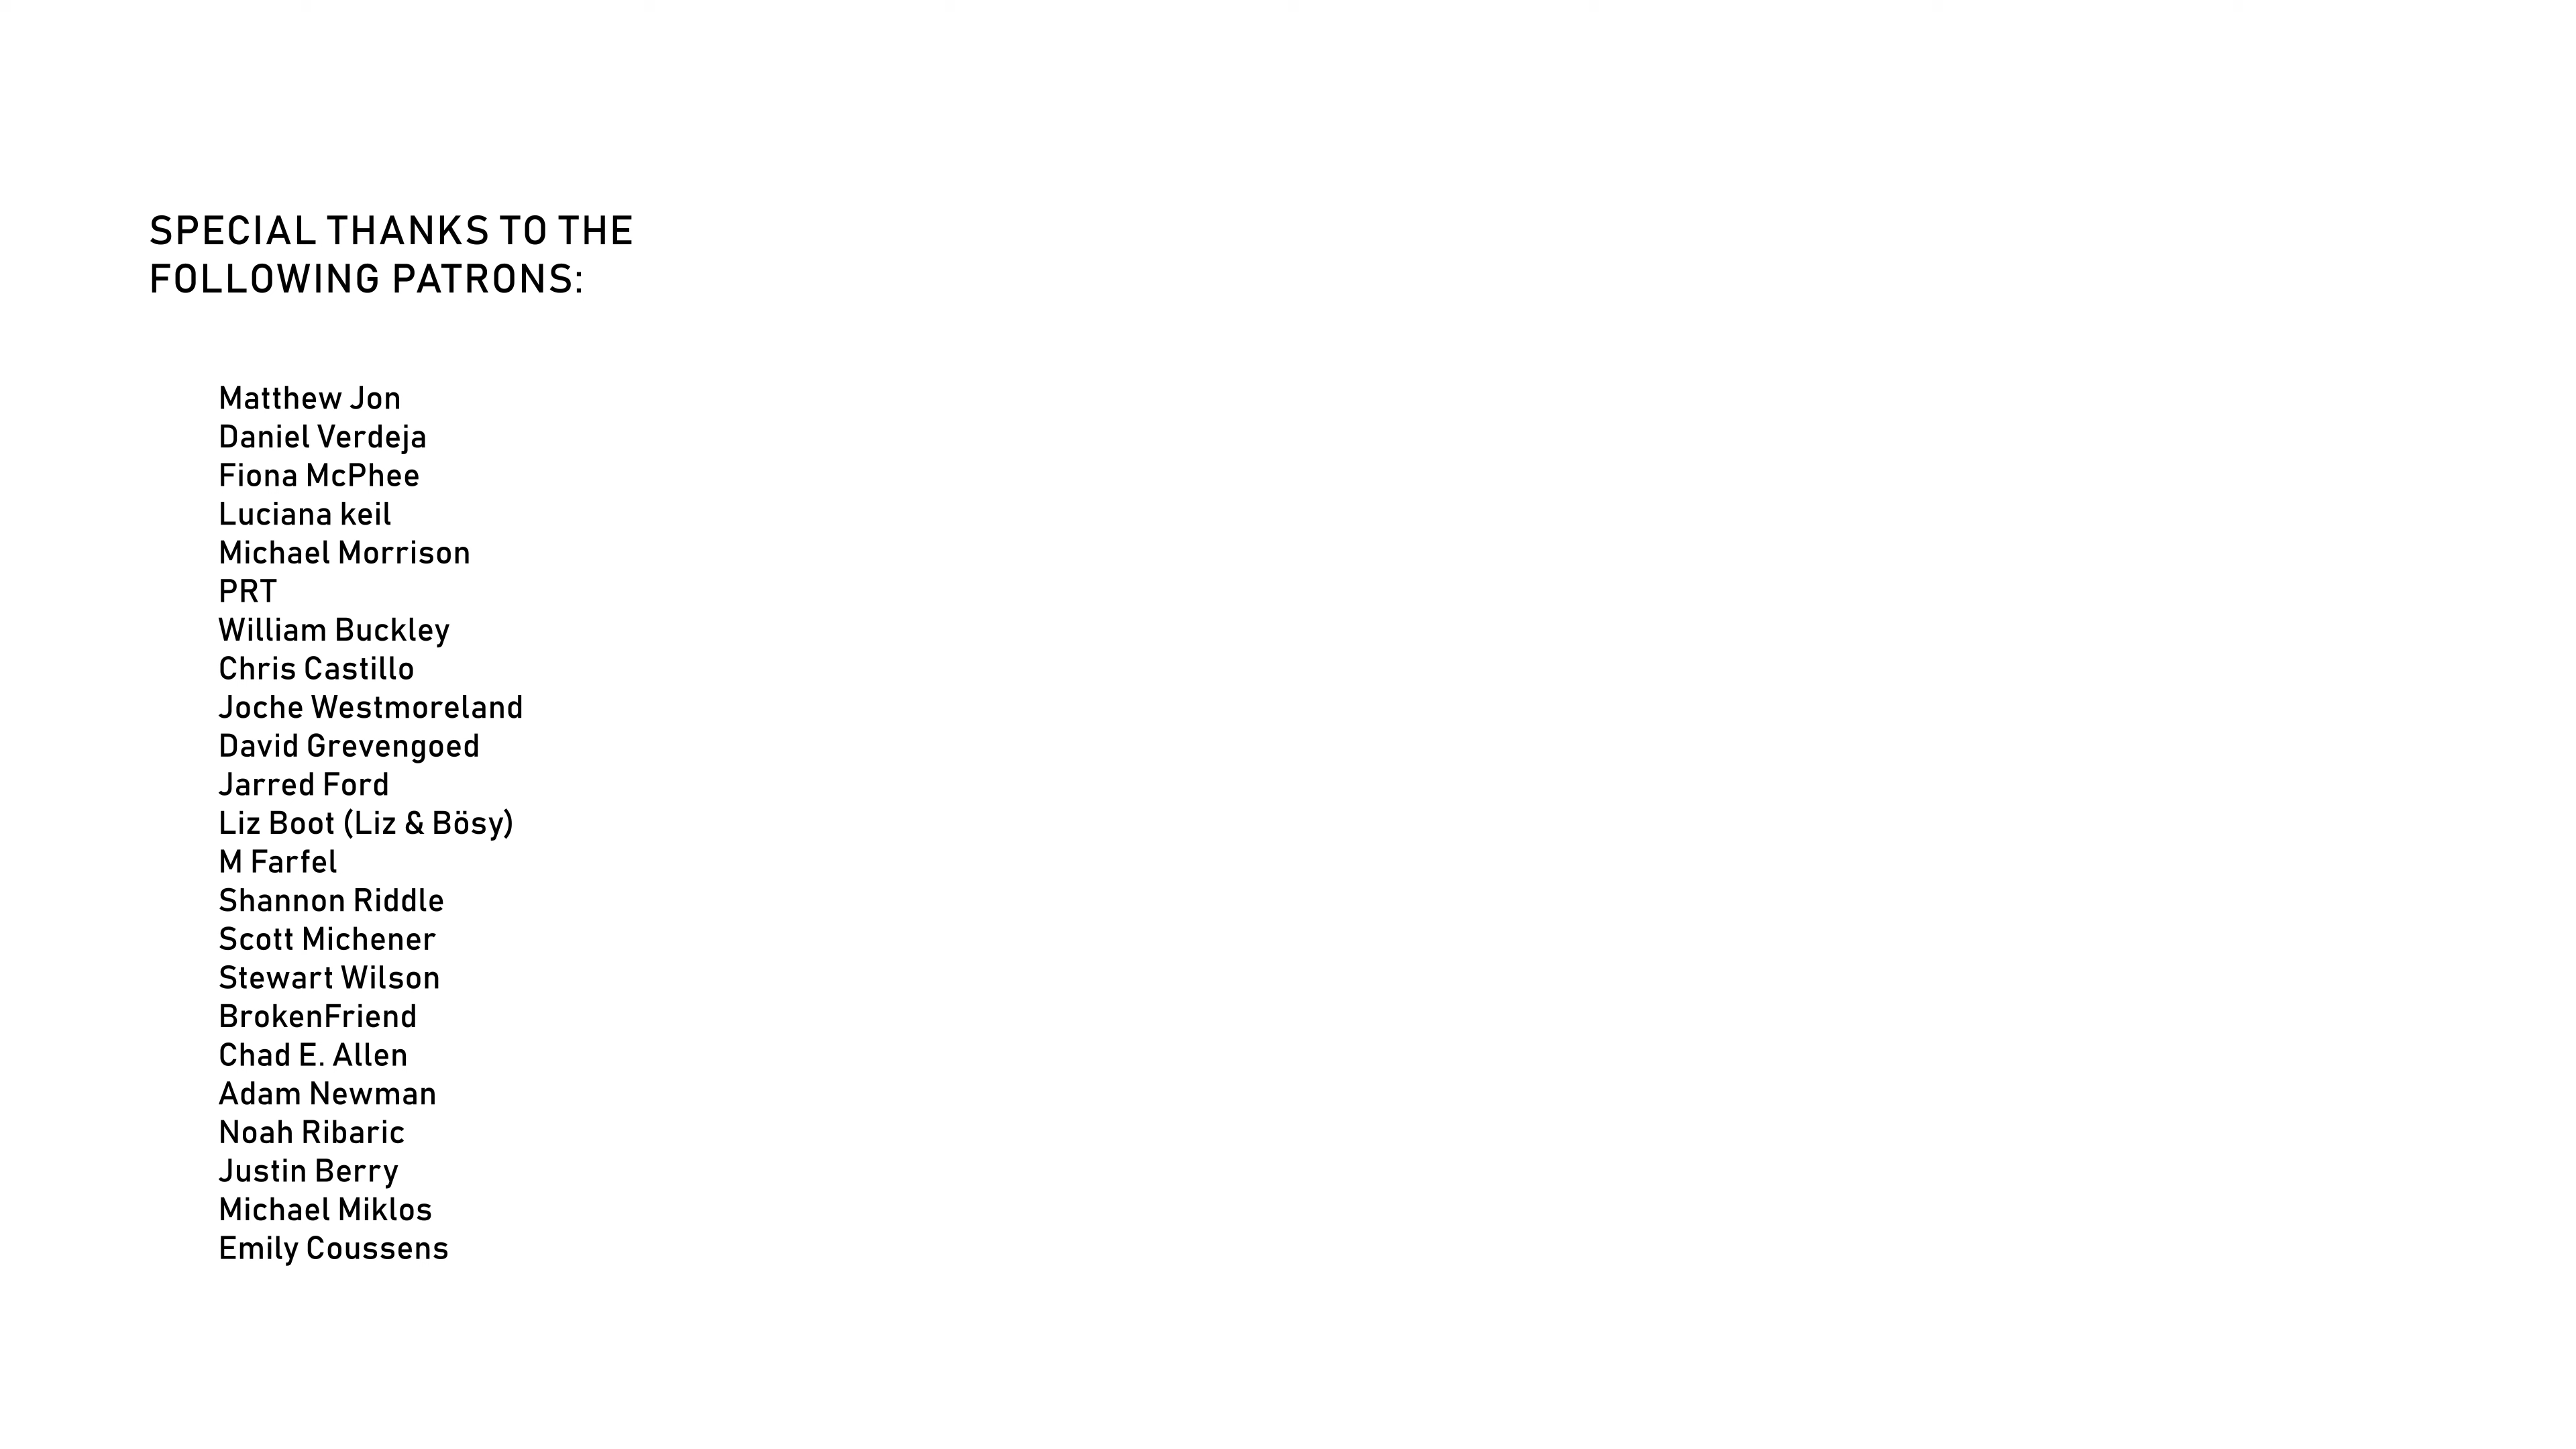 SPECIAL THANKS TO THE
FOLLOWING PATRONS:
Matthew Jon
Daniel Verdeja
Fiona McPhee
Luciana keil
Michael Morrison
PRT
William Buckley
Chris Castillo
Joche Westmoreland
David Grevengoed
Jarred Ford
Liz Boot (Liz & Bösy)
M Farfel
Shannon Riddle
Scott Michener
Stewart Wilson
BrokenFriend
Chad E. Allen
Adam Newman
Noah Ribaric
Justin Berry
Michael Miklos
Emily Coussens